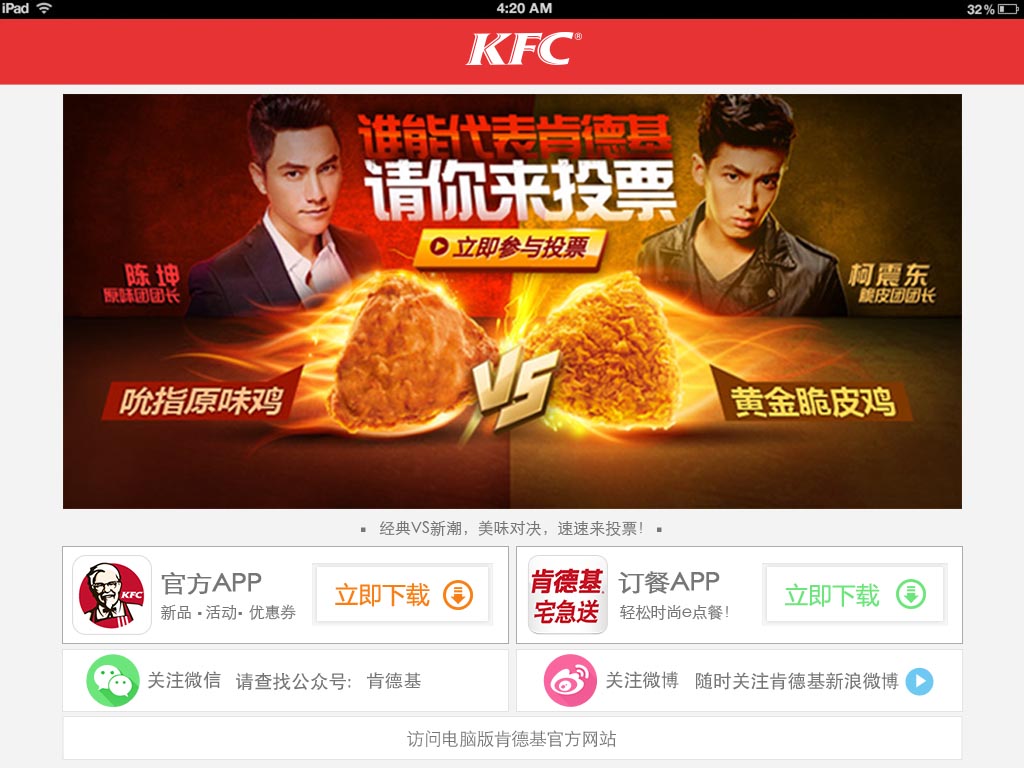 iPad
4:20 AM
32%
KFC®
谁能代表肯德基
请你来投票
立即参与投票
陈坤
原味团团长
柯震东
脆皮团团长
VS
吮指原味鸡
黄金脆皮鸡
▪ 经典VS新潮，美味对决，速速来投票！▪
KFC
官方APP
新品▪活动▪优惠券
立即下载
肯德基
宅急送
订餐APP
轻松时尚e点餐！
立即下载
关注微信 请查找公众号：肯德基
关注微博 随时关注肯德基新浪微博
访问电脑版肯德基官方网站